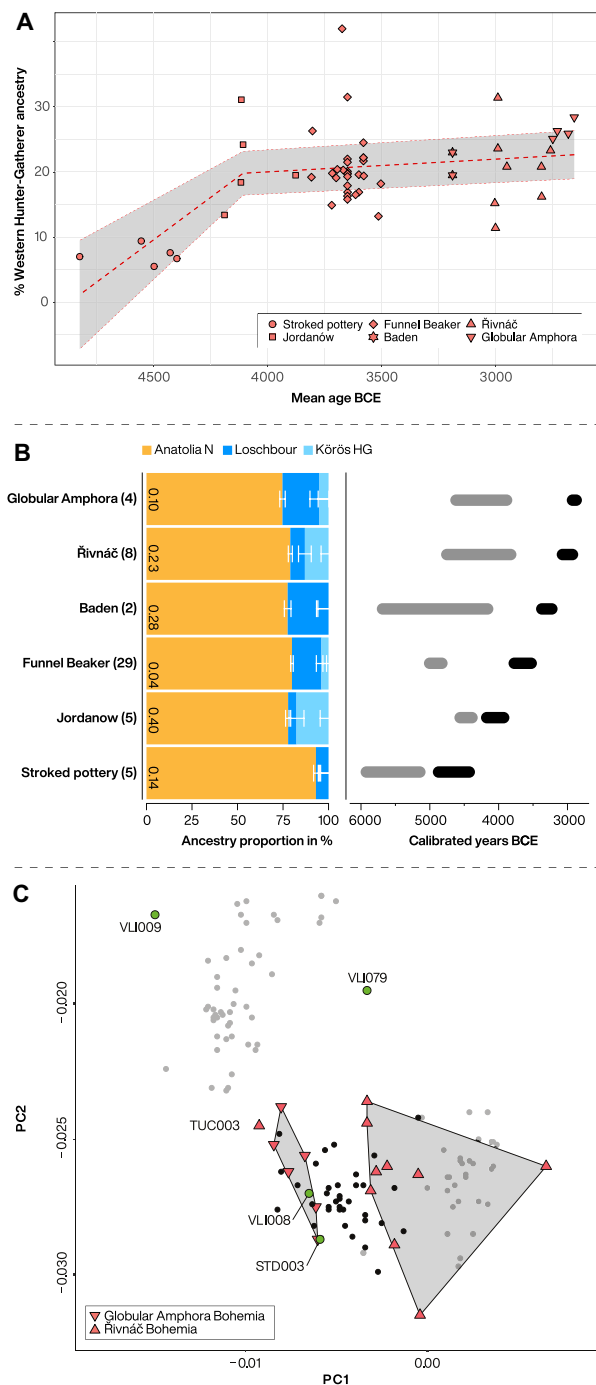 A
% Western Hunter-Gatherer ancestry
30
20
10
0
4500 4000 3500 3000
Mean age BCE
Stroked pottery Funnel Beaker Řivnáč
Jordanów Baden Globular Amphora
B
Anatolia N Loschbour Körös HG
Globular Amphora (4) 0.10
Řivnáč (8) 0.23
Baden (2) 0.28
Funnel Beaker (29) 0.04
Jordanow (5) 0.40
Stroked pottery (5) 0.14
0 25 50 75 100 6000 5000 4000 3000
Ancestry proportion in % Calibrated years BCE
C
VLI009
VLI079
−0.020
PC2
TUC003
−0.025
VLI008
STD003
−0.030
Globular Amphora Bohemia
Řivnáč Bohemia
−0.01 0.00
PC1